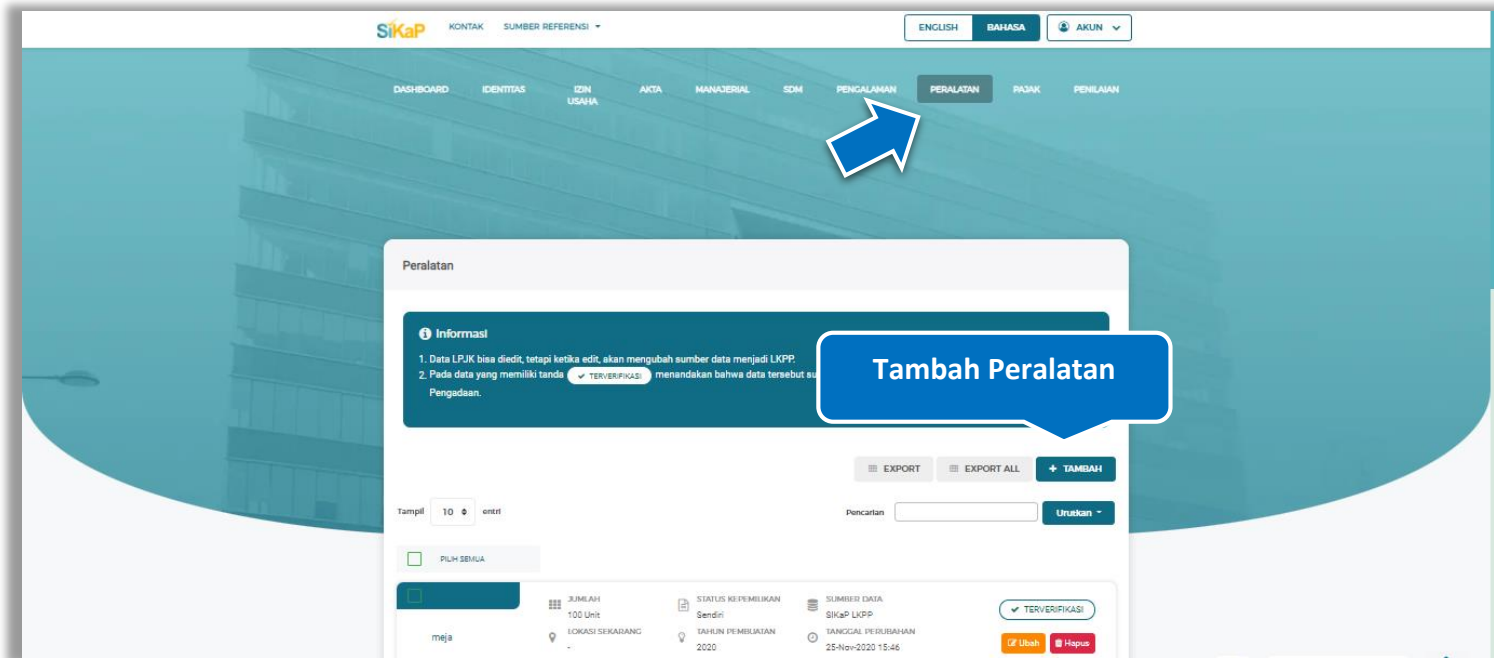 SiKaP KONTAK SUMBER REFERENSI ENGLISH BAHASA AKUN
DASHBOARD IDENTITAS IZIN USAHA AKTA MANAJERIAL SDM PENGALAMAN PERALATAN PAJAK PENILAIAN
Peralatan
Informasi
1. Data LPJK bisa diedit, tetapi ketika edit, akan mengubah sumber data menjadi LKPP.
2. Pada data yang memiliki tanda TERVERIFIKASI menandakan bahwa data tersebut
Pengadaan.
Tambah Peralatan
EXPORT EXPORT ALL + TAMBAH
Tampil 10 entri Pencarian Urutkan
PILIH SEMUA
meja
JUMLAH
100 Unit
LOKASI SEKARANG
-
STATUS KEPEMILIKAN
Sendiri
TAHUN PEMBUATAN
2020
SUMBER DATA
SIKaP LKPP
TANGGAL PERUBAHAN
25-Nov-2020 15:46
TERVERIFIKASI
Ubah Hapus